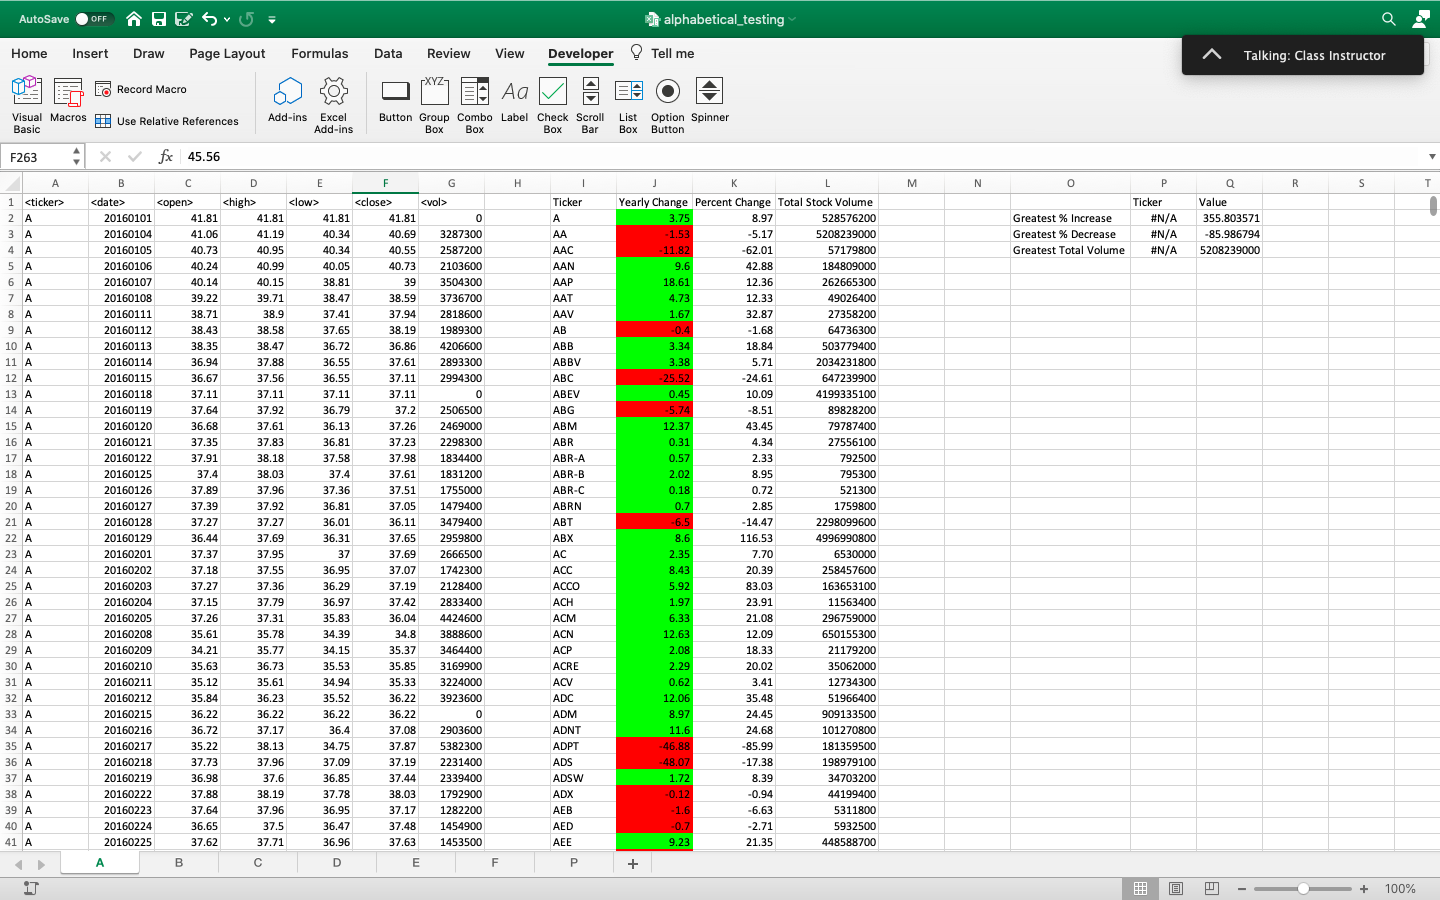 AutoSave OFF alphabetical_testing
Home Insert Draw Page Layout Formulas Data Review View Developer Tell me
Talking: Class Instructor
Visual Basic Macros Record Macro Use Relative References Add-ins Excel Add-ins Button Group Box Combo Box Label Check Box Scroll Bar List Box Option Button Spinner
XYZ Aa
F263 fx 45.56
A B C D E F G H I J K L M N O P Q R S T
1 <ticker> <date> <open> <high> <low> <close> <vol> Ticker Yearly Change Percent Change Total Stock Volume Ticker Value
2 A 20160101 41.81 41.81 41.81 41.81 0 A 3.75 8.97 528576200 Greatest % Increase #N/A 355.803571
3 A 20160104 41.06 41.19 40.34 40.69 3287300 AA -1.53 -5.17 5208239000 Greatest % Decrease #N/A -85.986794
4 A 20160105 40.73 40.95 40.34 40.55 2587200 AAC -11.82 -62.01 57179800 Greatest Total Volume #N/A 5208239000
5 A 20160106 40.24 40.99 40.05 40.73 2103600 AAN 9.6 42.88 184809000
6 A 20160107 40.14 40.15 38.81 39 3504300 AAP 18.61 12.36 262665300
7 A 20160108 39.22 39.71 38.47 38.59 3736700 AAT 4.73 12.33 49026400
8 A 20160111 38.71 38.9 37.41 37.94 2818600 AAV 1.67 32.87 27358200
9 A 20160112 38.43 38.58 37.65 38.19 1989300 AB -0.4 -1.68 64736300
10 A 20160113 38.35 38.47 36.72 36.86 4206600 ABB 3.34 18.84 503779400
11 A 20160114 36.94 37.88 36.55 37.61 2893300 ABBV 3.38 5.71 2034231800
12 A 20160115 36.67 37.56 36.55 37.11 2994300 ABC -25.52 -24.61 647239900
13 A 20160118 37.11 37.11 37.11 37.11 0 ABEV 0.45 10.09 4199335100
14 A 20160119 37.64 37.92 36.79 37.2 2506500 ABG -5.74 -8.51 89828200
15 A 20160120 36.68 37.61 36.13 37.26 2469000 ABM 12.37 43.45 79787400
16 A 20160121 37.35 37.83 36.81 37.23 2298300 ABR 0.31 4.34 27556100
17 A 20160122 37.91 38.18 37.58 37.98 1834400 ABR-A 0.57 2.33 792500
18 A 20160125 37.4 38.03 37.4 37.61 1831200 ABR-B 2.02 8.95 795300
19 A 20160126 37.89 37.96 37.36 37.51 1755000 ABR-C 0.18 0.72 521300
20 A 20160127 37.39 37.92 36.81 37.05 1479400 ABRN 0.7 2.85 1759800
21 A 20160128 37.27 37.27 36.01 36.11 3479400 ABT -6.5 -14.47 2298099600
22 A 20160129 36.44 37.69 36.31 37.65 2959800 ABX 8.6 116.53 4996990800
23 A 20160201 37.37 37.95 37 37.69 2666500 AC 2.35 7.70 6530000
24 A 20160202 37.18 37.55 36.95 37.07 1742300 ACC 8.43 20.39 258457600
25 A 20160203 37.27 37.36 36.29 37.19 2128400 ACCO 5.92 83.03 163653100
26 A 20160204 37.15 37.79 36.97 37.42 2833400 ACH 1.97 23.91 11563400
27 A 20160205 37.26 37.31 35.83 36.04 4424600 ACM 6.33 21.08 296759000
28 A 20160208 35.61 35.78 34.39 34.8 3888600 ACN 12.63 12.09 650155300
29 A 20160209 34.21 35.77 34.15 35.37 3464400 ACP 2.08 18.33 21179200
30 A 20160210 35.63 36.73 35.53 35.85 3169900 ACRE 2.29 20.02 35062000
31 A 20160211 35.12 35.61 34.94 35.33 3224000 ACV 0.62 3.41 12734300
32 A 20160212 35.84 36.23 35.52 36.22 3923600 ADC 12.06 35.48 51966400
33 A 20160215 36.22 36.22 36.22 36.22 0 ADM 8.97 24.45 909133500
34 A 20160216 36.72 37.17 36.4 37.08 2903600 ADNT 11.6 24.68 101270800
35 A 20160217 35.22 38.13 34.75 37.87 5382300 ADPT -46.88 -85.99 181359500
36 A 20160218 37.73 37.96 37.09 37.19 2231400 ADS -48.07 -17.38 198979100
37 A 20160219 36.98 37.6 36.85 37.44 2339400 ADSW 1.72 8.39 34703200
38 A 20160222 37.88 38.19 37.78 38.03 1792900 ADX -0.12 -0.94 44199400
39 A 20160223 37.64 37.96 36.95 37.17 1282200 AEB -1.6 -6.63 5311800
40 A 20160224 36.65 37.5 36.47 37.48 1454900 AED -0.7 -2.71 5932500
41 A 20160225 37.62 37.71 36.96 37.63 1453500 AEE 9.23 21.35 448588700
A B C D E F P +
100%